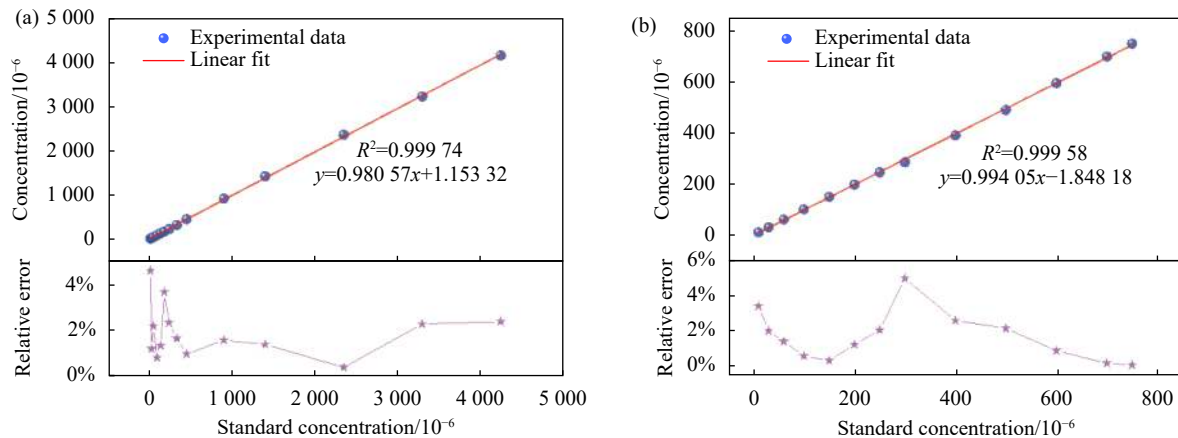 (a)
5 000
4 000
3 000
2 000
1 000
0
Concentration/10⁻⁶
Experimental data
Linear fit
R²=0.999 74
y=0.980 57x+1.153 32
4%
2%
0%
Relative error
0 1 000 2 000 3 000 4 000 5 000
Standard concentration/10⁻⁶
(b)
800
600
400
200
0
Concentration/10⁻⁶
Experimental data
Linear fit
R²=0.999 58
y=0.994 05x−1.848 18
6%
4%
2%
0%
Relative error
0 200 400 600 800
Standard concentration/10⁻⁶